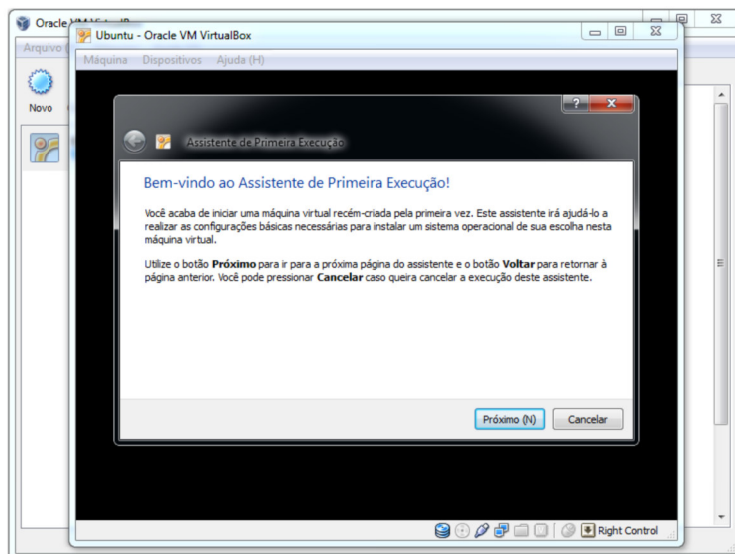 Oracle
Ubuntu - Oracle VM VirtualBox
Arquivo
Máquina Dispositivos Ajuda (H)
Novo
Assistente de Primeira Execução
Bem-vindo ao Assistente de Primeira Execução!
Você acaba de iniciar uma máquina virtual recém-criada pela primeira vez. Este assistente irá ajudá-lo a
realizar as configurações básicas necessárias para instalar um sistema operacional de sua escolha nesta
máquina virtual.
Utilize o botão Próximo para ir para a próxima página do assistente e o botão Voltar para retornar à
página anterior. Você pode pressionar Cancelar caso queira cancelar a execução deste assistente.
Próximo (N) Cancelar
Right Control